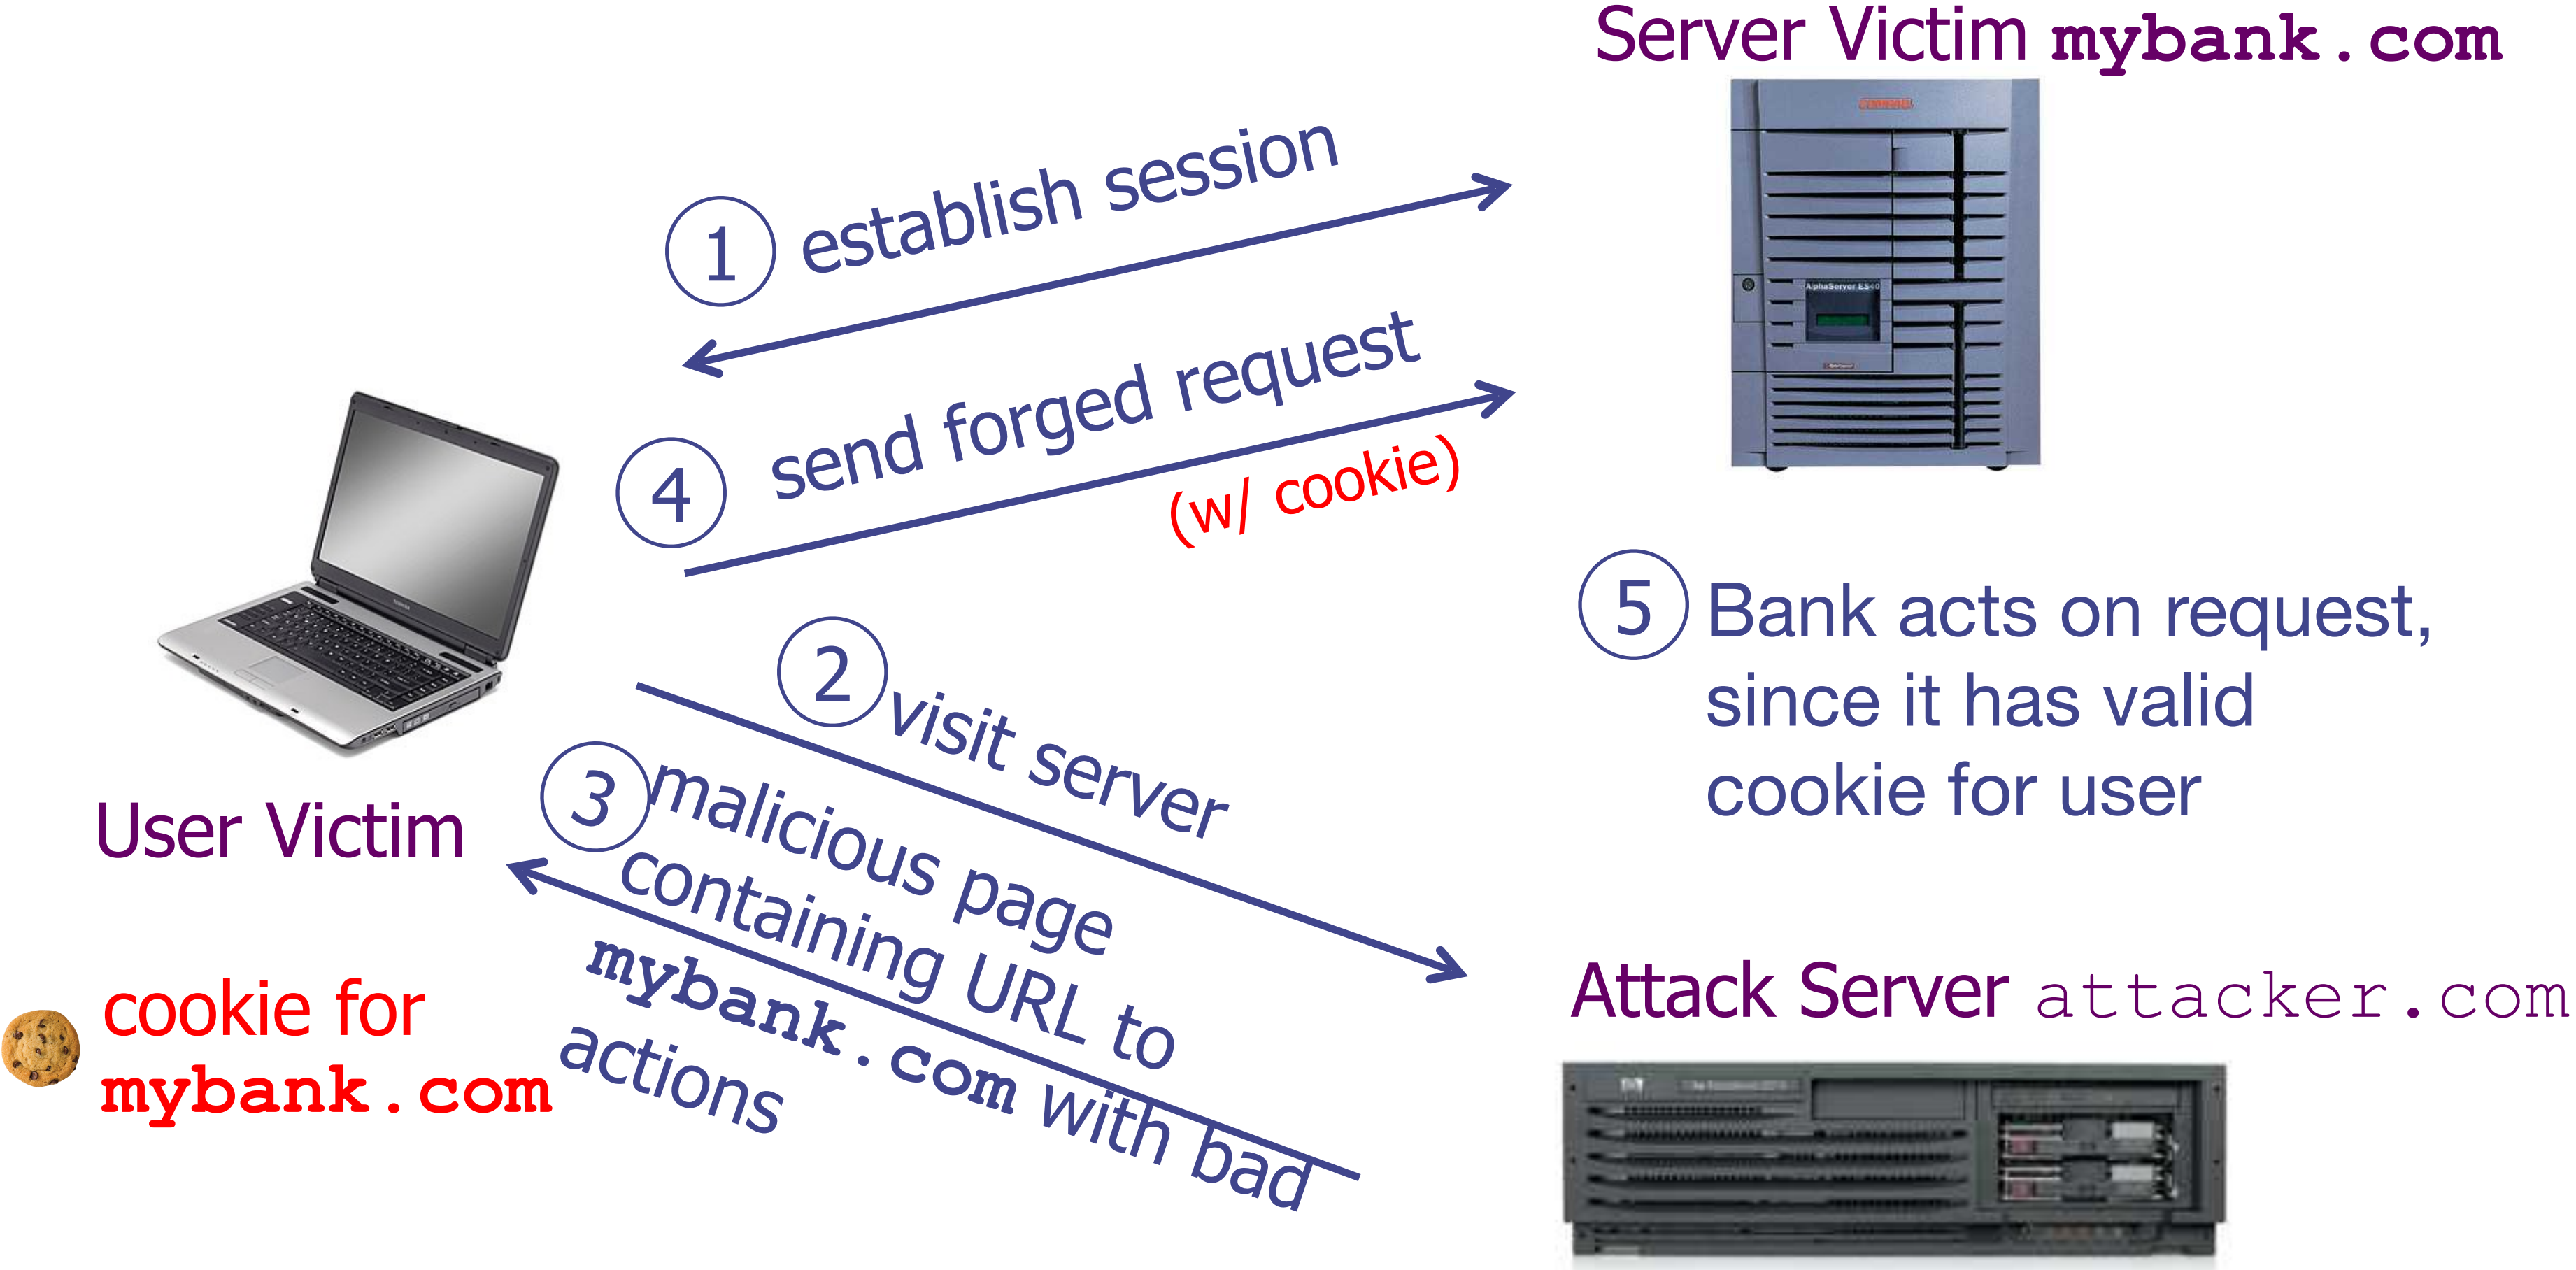 Server Victim mybank.com
1 establish session
4 send forged request
(w/ cookie)
2 visit server
3 malicious page
containing URL to
mybank.com with bad
actions
5 Bank acts on request,
since it has valid
cookie for user
User Victim
cookie for
mybank.com
Attack Server attacker.com
AlphaServer ES40